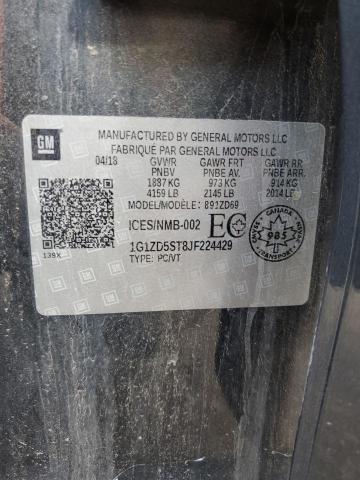 GM
MANUFACTURED BY GENERAL MOTORS LLC
FABRIQUÉ PAR GENERAL MOTORS LLC
04/18 GVWR GAWR FRT GAWR RR
PNBV PNBE AV. PNBE ARR.
1887 KG 973 KG 914 KG
4159 LB 2145 LB 2014 LB
MODEL/MODÈLE: 891ZD69
ICES/NMB-002 EC
1G1ZD5ST8JF224429
139X TYPE: PC/VT
CANADA
985
TRANSPORT